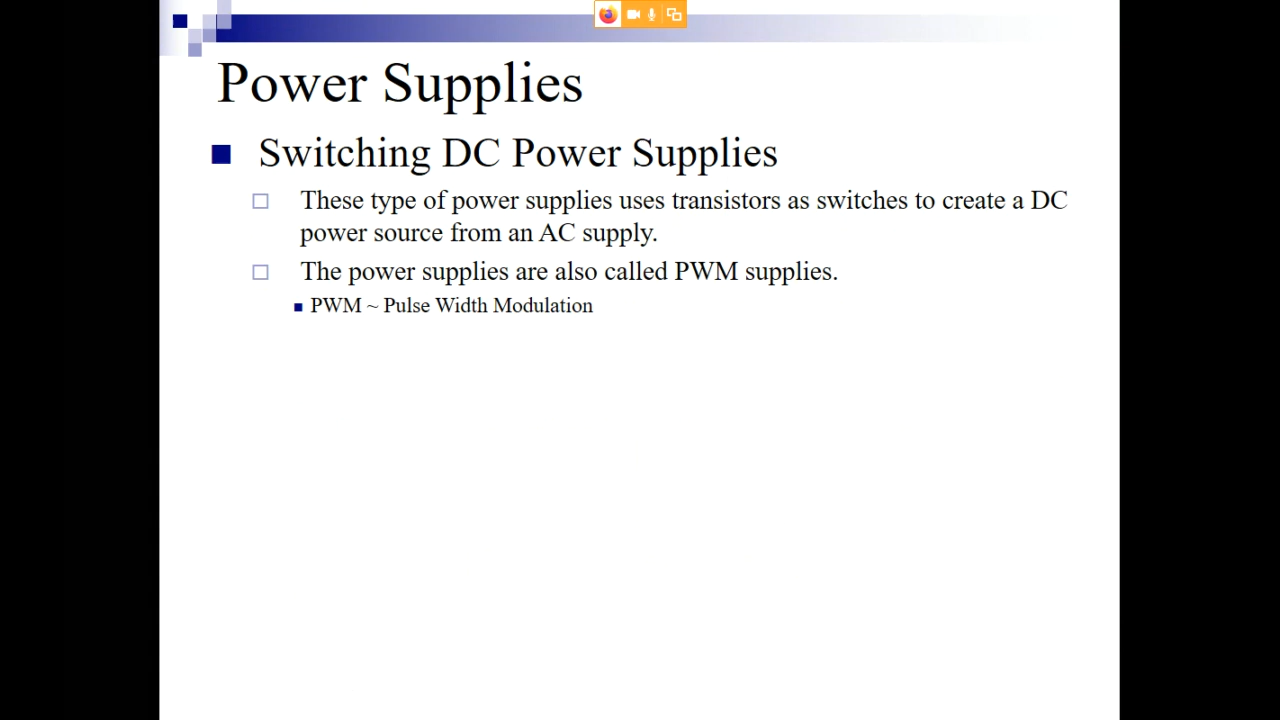 Power Supplies
Switching DC Power Supplies
These type of power supplies uses transistors as switches to create a DC
power source from an AC supply.
The power supplies are also called PWM supplies.
PWM ~ Pulse Width Modulation